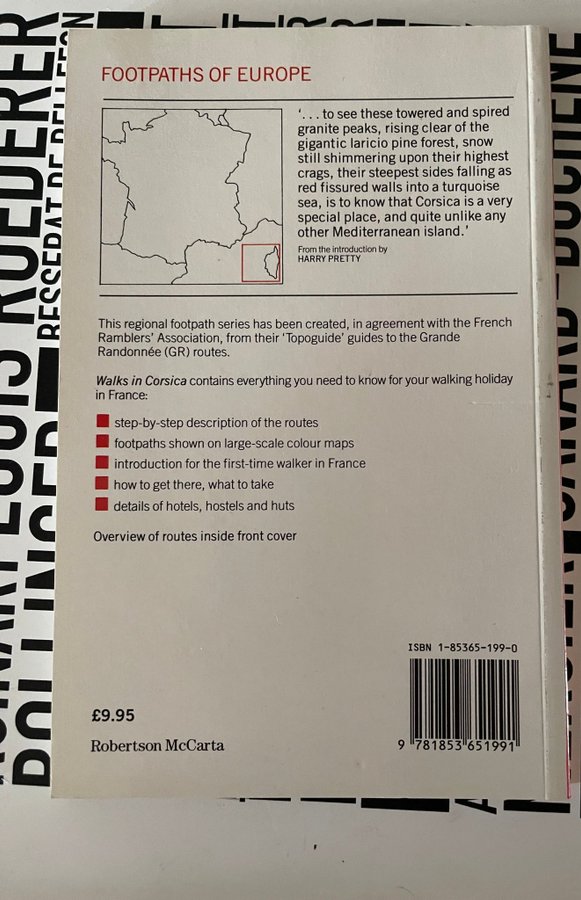 FOOTPATHS OF EUROPE
‘. . . to see these towered and spired
granite peaks, rising clear of the
gigantic laricio pine forest, snow
still shimmering upon their highest
crags, their steepest sides falling as
red fissured walls into a turquoise
sea, is to know that Corsica is a very
special place, and quite unlike any
other Mediterranean island.’
From the introduction by
HARRY PRETTY
This regional footpath series has been created, in agreement with the French
Ramblers’ Association, from their ‘Topoguide’ guides to the Grande
Randonnée (GR) routes.
Walks in Corsica contains everything you need to know for your walking holiday
in France:
step-by-step description of the routes
footpaths shown on large-scale colour maps
introduction for the first-time walker in France
how to get there, what to take
details of hotels, hostels and huts
Overview of routes inside front cover
ISBN 1-85365-199-0
£9.95
Robertson McCarta
9 781853 651991
LOUIS ROEDERER
BESSERAT DE BELLEFON
BOLLINGER